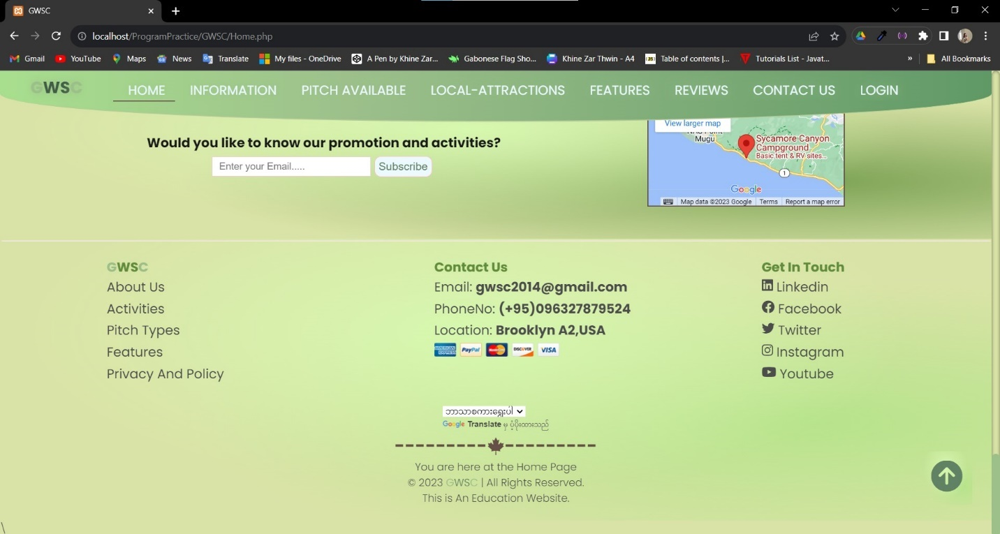 GWSC
localhost/ProgramPractice/GWSC/Home.php
Gmail YouTube Maps News Translate My files - OneDrive A Pen by Khine Zar... Gabonese Flag Sho... Khine Zar Thwin - A4 Table of contents |... Tutorials List - Javat... » All Bookmarks
GWSC HOME INFORMATION PITCH AVAILABLE LOCAL-ATTRACTIONS FEATURES REVIEWS CONTACT US LOGIN
View larger map
Mugu
Sycamore Canyon
Campground
Basic tent & RV sites...
1
Google
Map data ©2023 Google Terms Report a map error
Would you like to know our promotion and activities?
Enter your Email..... Subscribe
GWSC
About Us
Activities
Pitch Types
Features
Privacy And Policy
Contact Us
Email: gwsc2014@gmail.com
PhoneNo: (+95)096327879524
Location: Brooklyn A2,USA
AMERICAN EXPRESS PayPal MasterCard DISCOVER VISA
Get In Touch
Linkedin
Facebook
Twitter
Instagram
Youtube
ဘာသာစကားရွေးပါ
Google Translate မှ ပံ့ပိုးထားသည်
You are here at the Home Page
© 2023 GWSC | All Rights Reserved.
This is An Education Website.
\